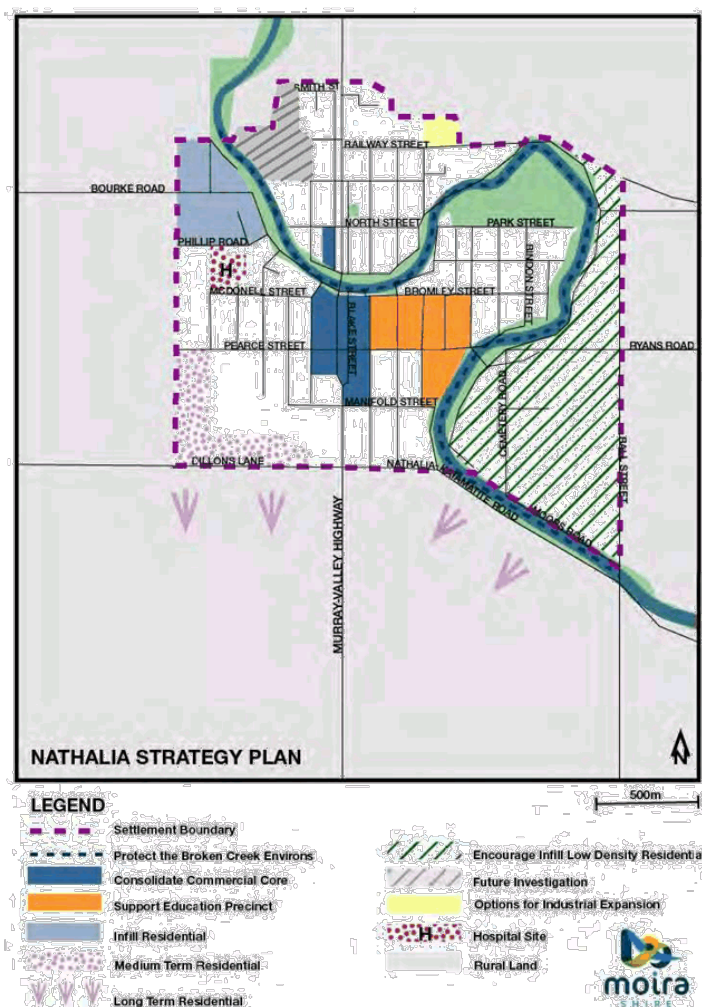 SMITH ST
RAILWAY STREET
BOURKE ROAD
NORTH STREET
PARK STREET
PHILLIP ROAD
H
BINDON STREET
MCDONELL STREET
BROMLEY STREET
BLAKE STREET
PEARCE STREET
RYANS ROAD
MANIFOLD STREET
CEMETERY ROAD
DILLONS LANE
NATHALIA
ROAD
MOORS ROAD
STREET
MURRAY-VALLEY HIGHWAY
NATHALIA STRATEGY PLAN
N
500m
LEGEND
Settlement Boundary
Protect the Broken Creek Environs
Consolidate Commercial Core
Support Education Precinct
Infill Residential
Medium Term Residential
Long Term Residential
Encourage Infill Low Density Residentia
Future Investigation
Options for Industrial Expansion
H Hospital Site
Rural Land
moira
SHIRE